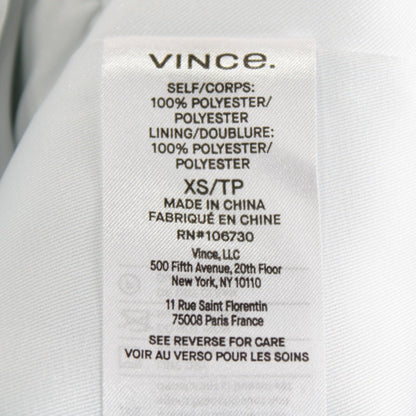 VINCE.
SELF/CORPS:
100% POLYESTER/
POLYESTER
LINING/DOUBLURE:
100% POLYESTER/
POLYESTER
XS/TP
MADE IN CHINA
FABRIQUÉ EN CHINE
RN#106730
Vince, LLC
500 Fifth Avenue, 20th Floor
New York, NY 10110
11 Rue Saint Florentin
75008 Paris France
SEE REVERSE FOR CARE
VOIR AU VERSO POUR LES SOINS